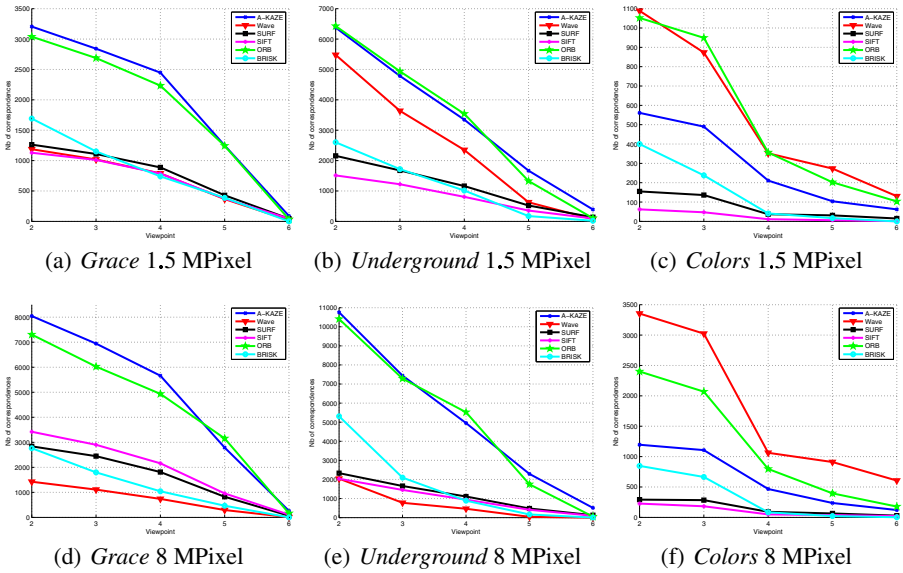 3500
3000
2500
2000
1500
1000
500
0
Nb of correspondences
2 3 4 5 6
Viewpoint
A-KAZE
Wave
SURF
SIFT
ORB
BRISK
(a) Grace 1.5 MPixel
7000
6000
5000
4000
3000
2000
1000
0
Nb of correspondences
2 3 4 5 6
Viewpoint
A-KAZE
Wave
SURF
SIFT
ORB
BRISK
(b) Underground 1.5 MPixel
1100
1000
900
800
700
600
500
400
300
200
100
0
Nb of correspondences
2 3 4 5 6
Viewpoint
A-KAZE
Wave
SURF
SIFT
ORB
BRISK
(c) Colors 1.5 MPixel
8000
7000
6000
5000
4000
3000
2000
1000
0
Nb of correspondences
2 3 4 5 6
Viewpoint
A-KAZE
Wave
SURF
SIFT
ORB
BRISK
(d) Grace 8 MPixel
11000
10000
9000
8000
7000
6000
5000
4000
3000
2000
1000
0
Nb of correspondences
2 3 4 5 6
Viewpoint
A-KAZE
Wave
SURF
SIFT
ORB
BRISK
(e) Underground 8 MPixel
3500
3000
2500
2000
1500
1000
500
0
Nb of correspondences
2 3 4 5 6
Viewpoint
A-KAZE
Wave
SURF
SIFT
ORB
BRISK
(f) Colors 8 MPixel